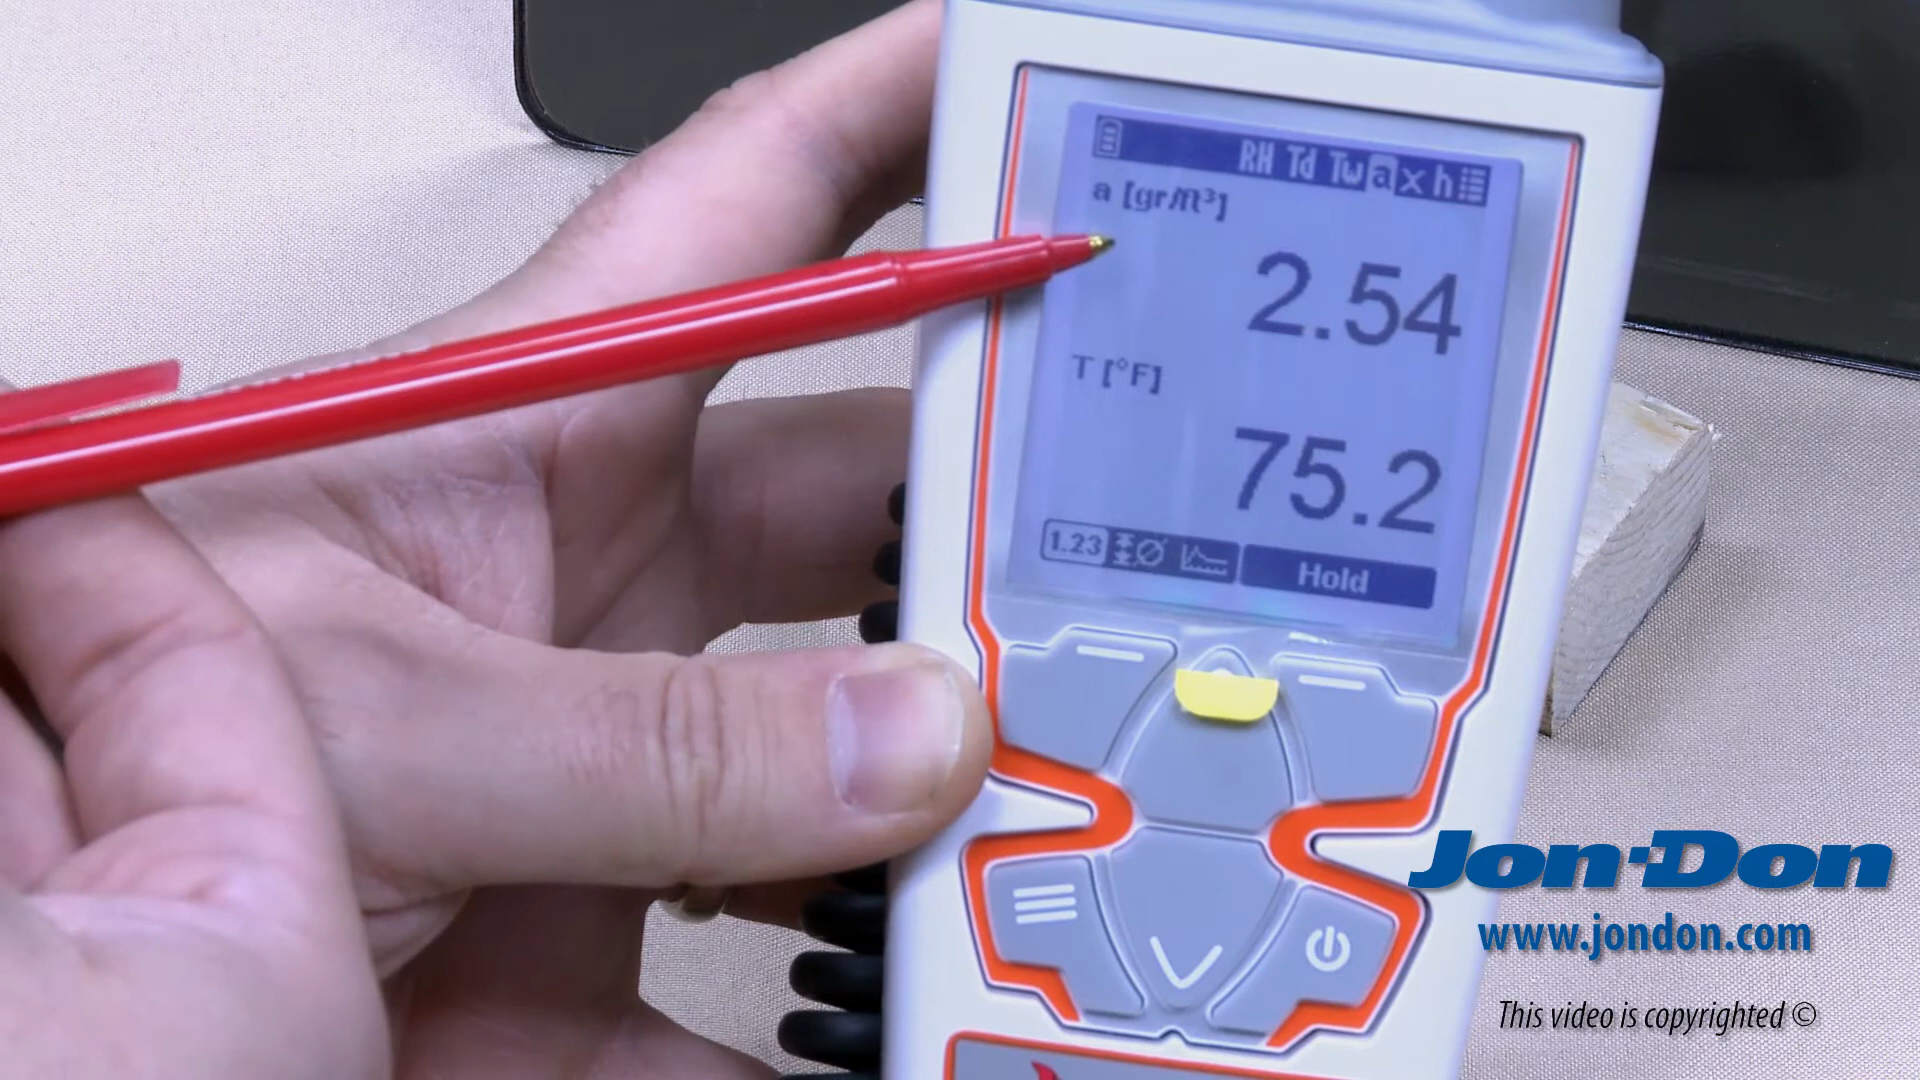 RH Td Tw a x h
a [gr/ft³]
2.54
T [°F]
75.2
1.23
Hold
Jon-Don
www.jondon.com
This video is copyrighted ©